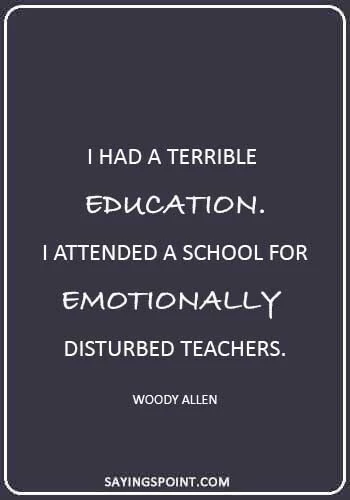 I HAD A TERRIBLE
EDUCATION.
I ATTENDED A SCHOOL FOR
EMOTIONALLY
DISTURBED TEACHERS.
WOODY ALLEN
SAYINGSPOINT.COM